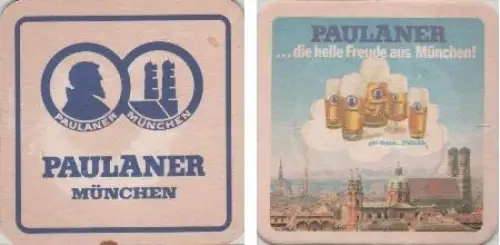 PAULANER MÜNCHEN
PAULANER
MÜNCHEN
PAULANER
...die helle Freude aus München!